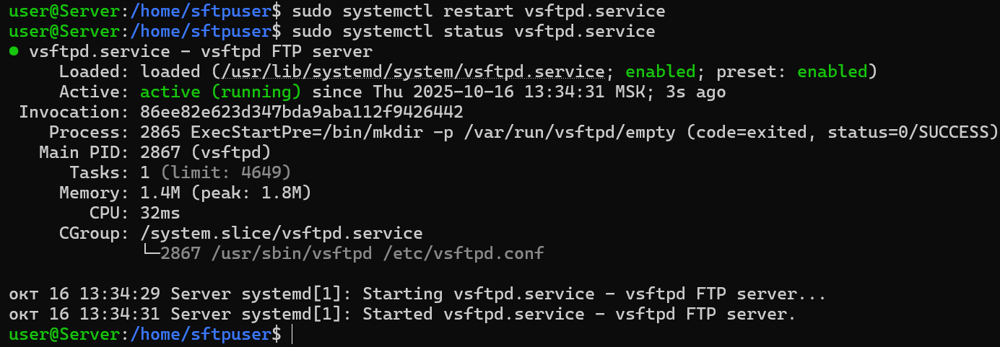 user@Server:/home/sftpuser$ sudo systemctl restart vsftpd.service
user@Server:/home/sftpuser$ sudo systemctl status vsftpd.service
● vsftpd.service - vsftpd FTP server
     Loaded: loaded (/usr/lib/systemd/system/vsftpd.service; enabled; preset: enabled)
     Active: active (running) since Thu 2025-10-16 13:34:31 MSK; 3s ago
 Invocation: 86ee82e623d347bda9aba112f9426442
    Process: 2865 ExecStartPre=/bin/mkdir -p /var/run/vsftpd/empty (code=exited, status=0/SUCCESS)
   Main PID: 2867 (vsftpd)
      Tasks: 1 (limit: 4649)
     Memory: 1.4M (peak: 1.8M)
        CPU: 32ms
     CGroup: /system.slice/vsftpd.service
             └─2867 /usr/sbin/vsftpd /etc/vsftpd.conf
окт 16 13:34:29 Server systemd[1]: Starting vsftpd.service - vsftpd FTP server...
окт 16 13:34:31 Server systemd[1]: Started vsftpd.service - vsftpd FTP server.
user@Server:/home/sftpuser$